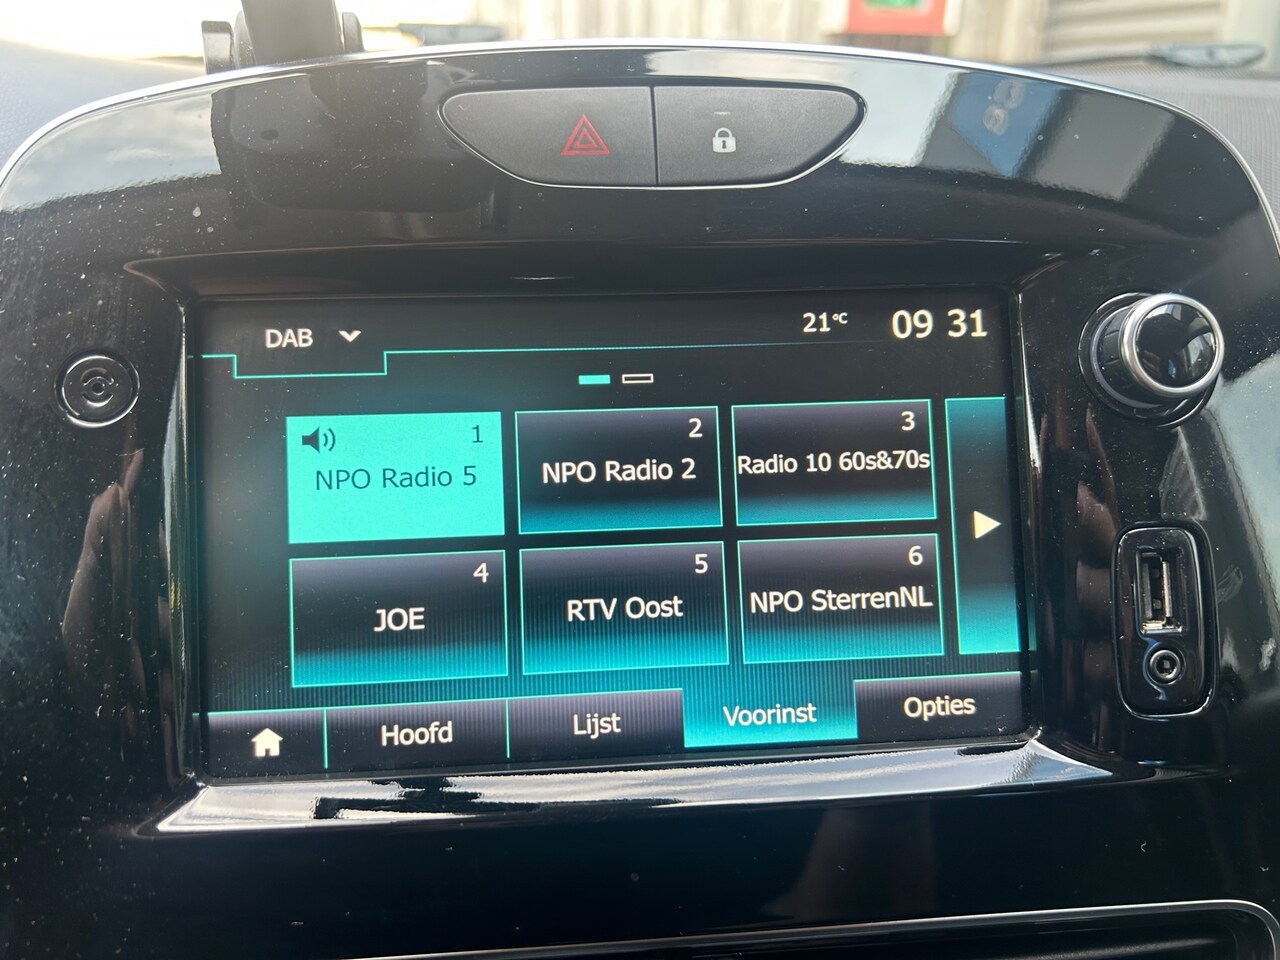 DAB
21°C
09 31
1
NPO Radio 5
2
NPO Radio 2
3
Radio 10 60s&70s
4
JOE
5
RTV Oost
6
NPO SterrenNL
Hoofd
Lijst
Voorinst
Opties